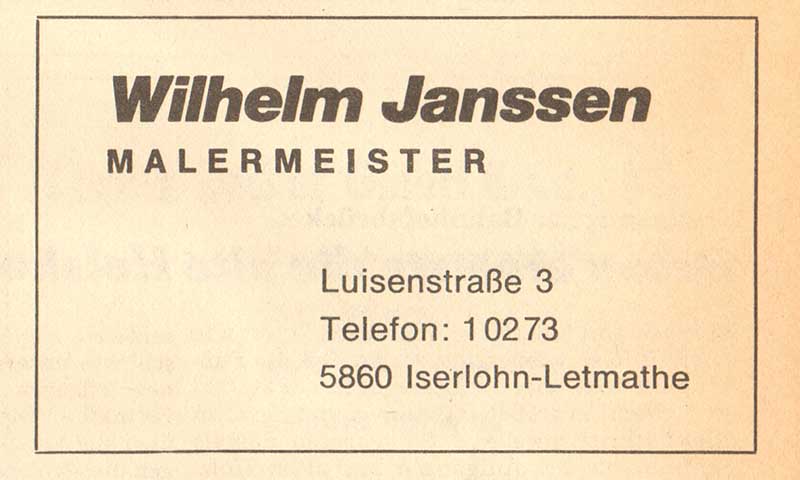 Wilhelm Janssen
MALERMEISTER
Luisenstraße 3
Telefon: 10273
5860 Iserlohn-Letmathe